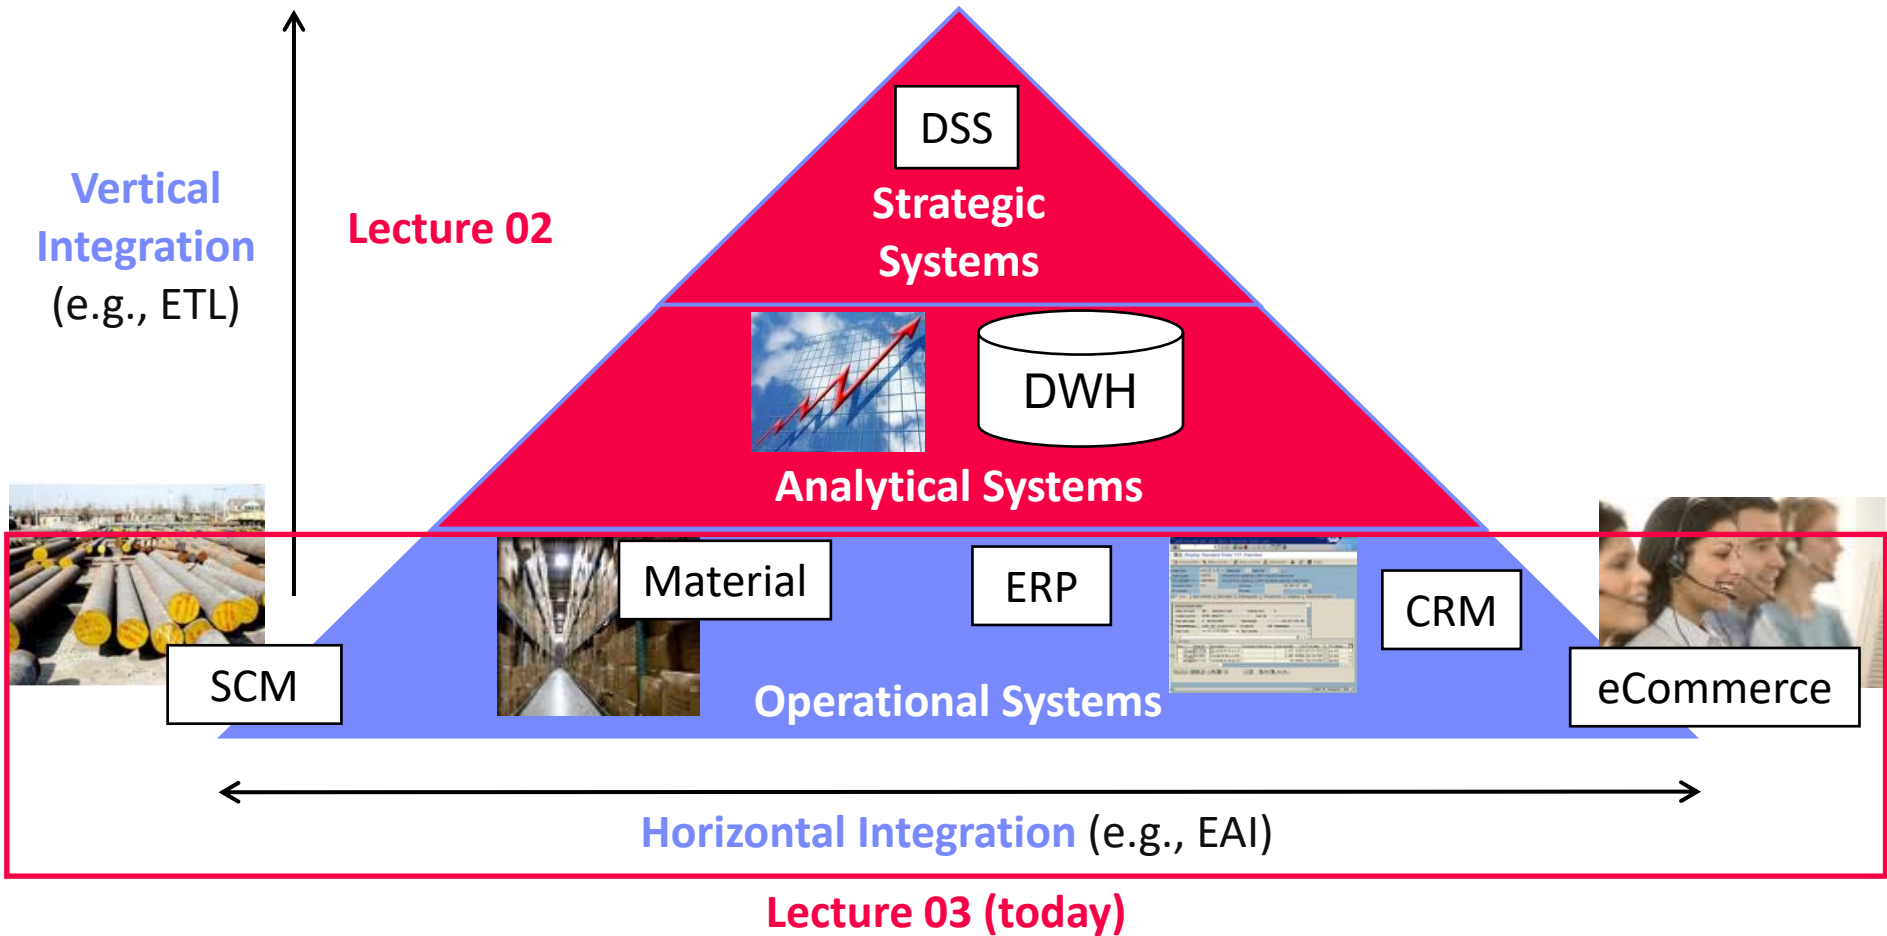 DSS
Strategic
Systems
Vertical
Integration
(e.g., ETL)
Lecture 02
DWH
Analytical Systems
Material
ERP
CRM
SCM
eCommerce
Operational Systems
Horizontal Integration (e.g., EAI)
Lecture 03 (today)